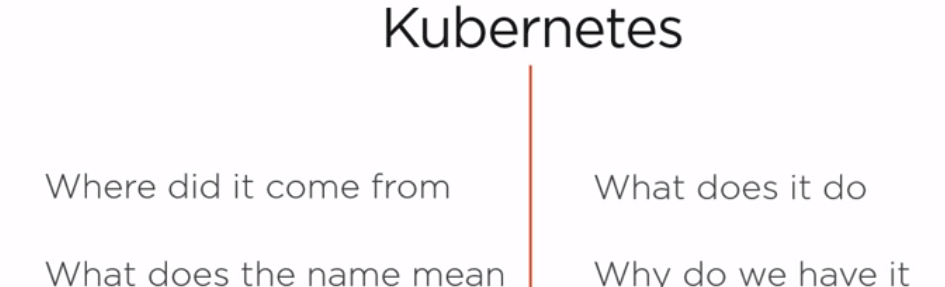 Kubernetes
Where did it come from
What does the name mean
What does it do
Why do we have it